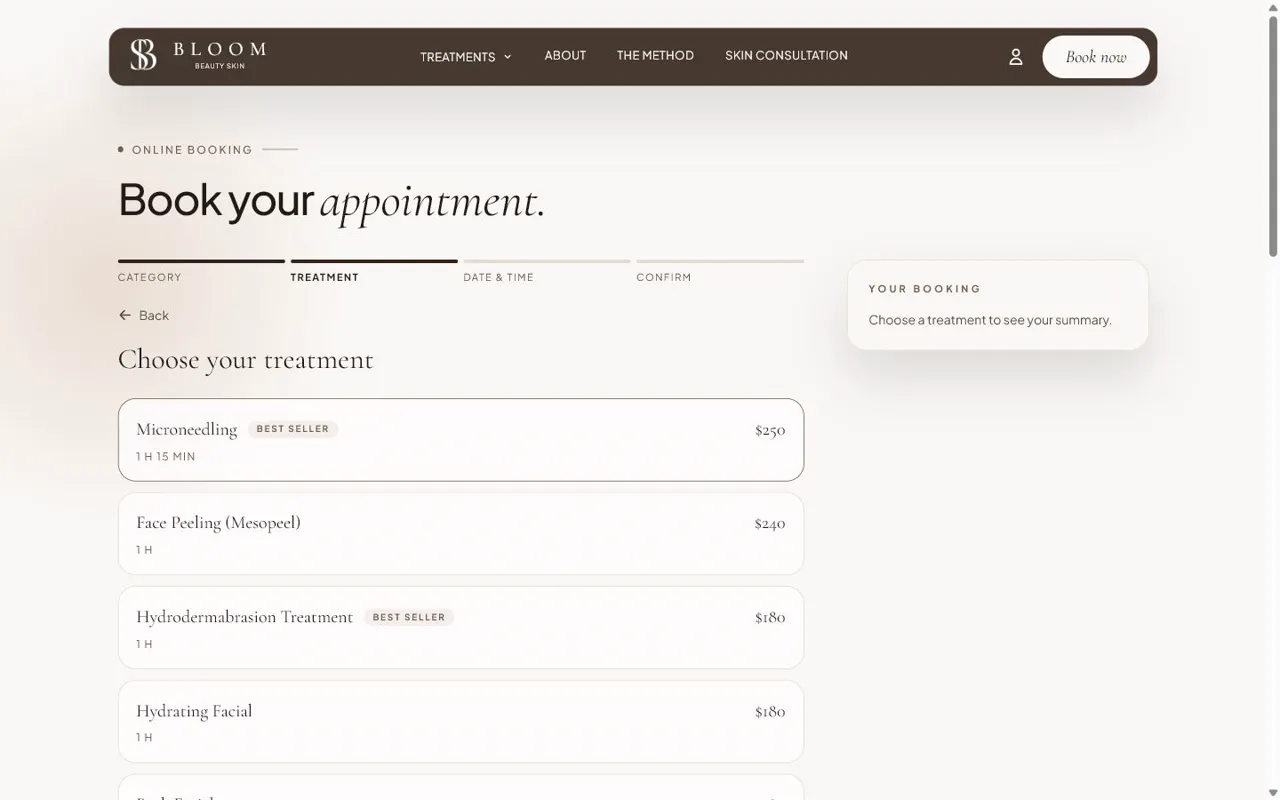 BLOOM
BEAUTY SKIN
TREATMENTS
ABOUT
THE METHOD
SKIN CONSULTATION
Book now
ONLINE BOOKING
Book your appointment.
CATEGORY
TREATMENT
DATE & TIME
CONFIRM
Back
Choose your treatment
YOUR BOOKING
Choose a treatment to see your summary.
Microneedling BEST SELLER $250
1 H 15 MIN
Face Peeling (Mesopeel) $240
1 H
Hydrodermabrasion Treatment BEST SELLER $180
1 H
Hydrating Facial $180
1 H